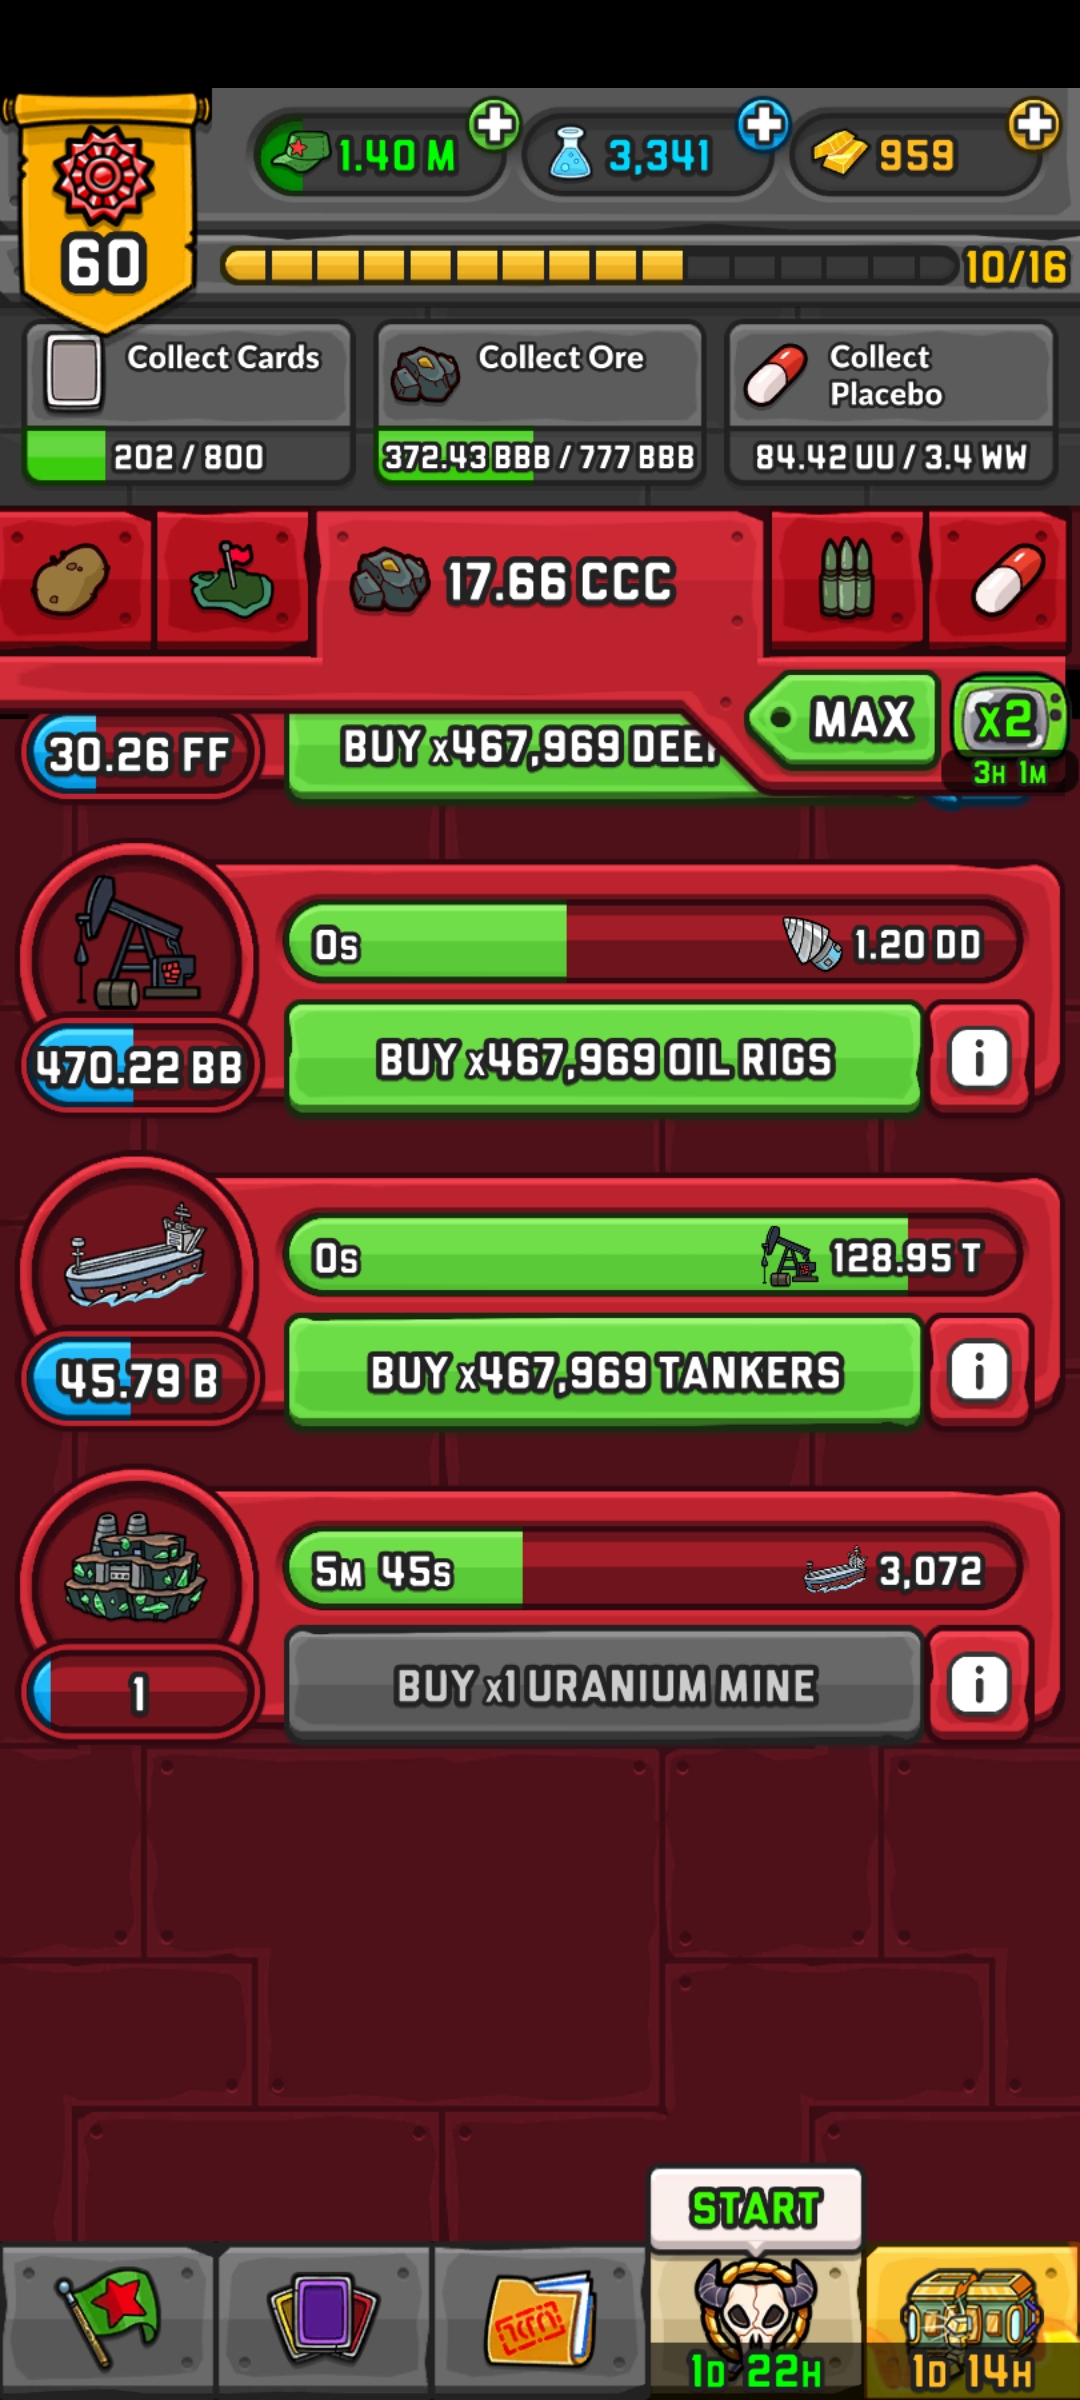 60
1.40 M
3,341
959
10/16
Collect Cards
202 / 800
Collect Ore
372.43 BBB / 777 BBB
Collect
Placebo
84.42 UU / 3.4 WW
17.66 CCC
MAX
x2
3H 1M
30.26 FF
BUY x467,969
0s
1.20 DD
470.22 BB
BUY x467,969 OIL RIGS
i
0s
128.95 T
45.79 B
BUY x467,969 TANKERS
i
5M 45s
3,072
1
BUY x1 URANIUM MINE
i
START
1D 22H
1D 14H